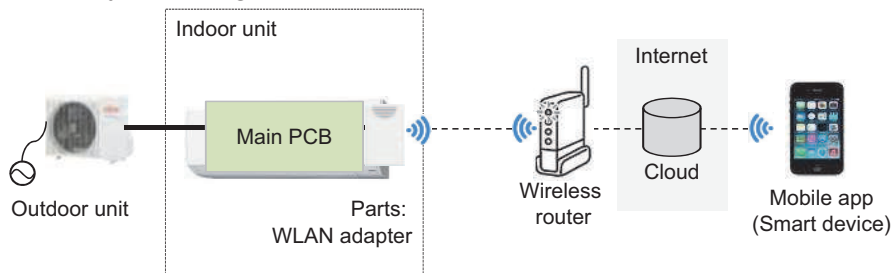 Indoor unit
Internet
Main PCB
Cloud
Outdoor unit
Parts:
WLAN adapter
Wireless
router
Mobile app
(Smart device)